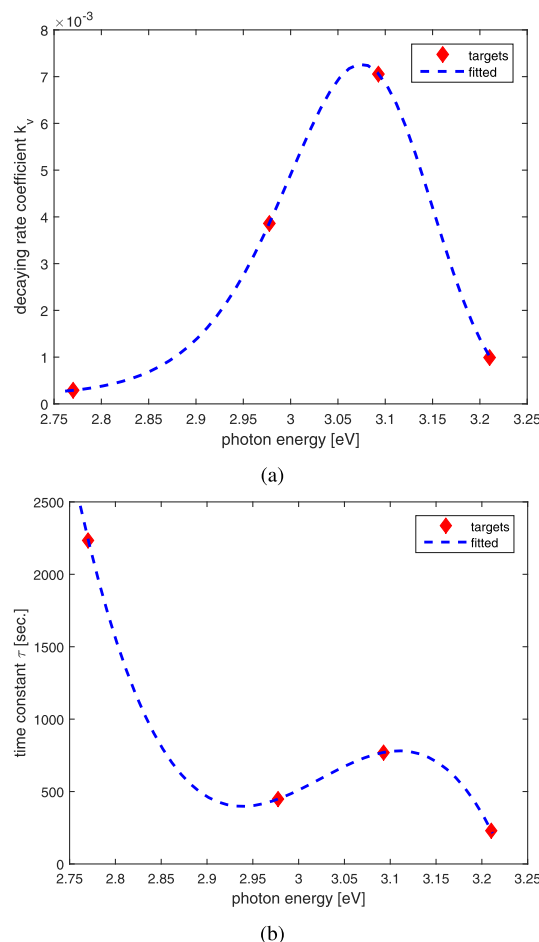 ×10⁻³
8
7
6
5
4
3
2
1
0
decaying rate coefficient kᵥ
targets
fitted
2.75 2.8 2.85 2.9 2.95 3 3.05 3.1 3.15 3.2 3.25
photon energy [eV]
(a)
2500
2000
1500
1000
500
0
time constant τ [sec.]
targets
fitted
2.75 2.8 2.85 2.9 2.95 3 3.05 3.1 3.15 3.2 3.25
photon energy [eV]
(b)